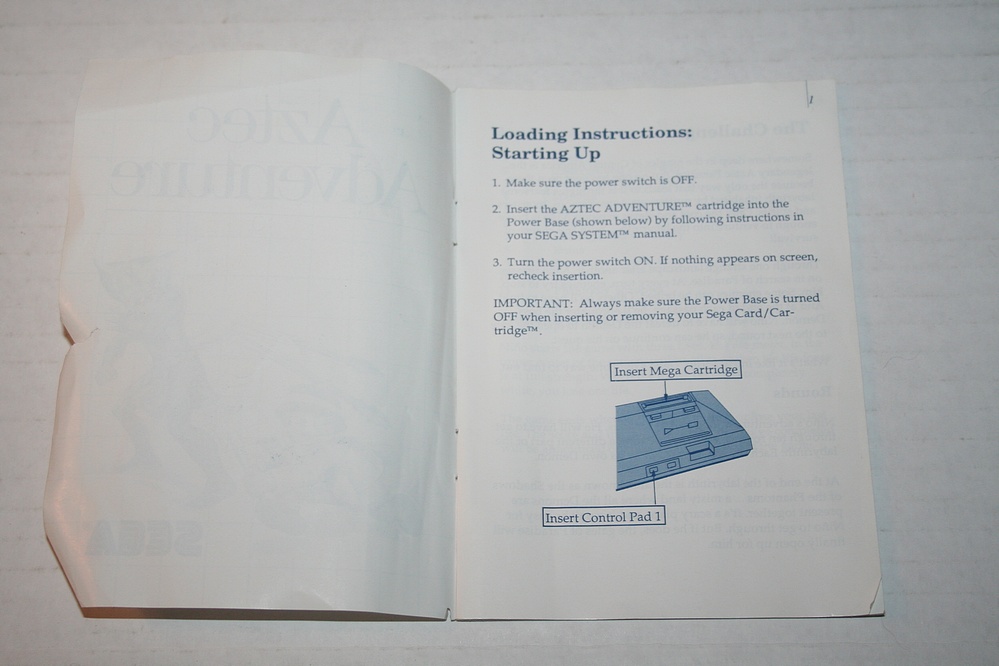 Aztec
Adventure
SEGA
1
Loading Instructions:
Starting Up
1. Make sure the power switch is OFF.
2. Insert the AZTEC ADVENTURE™ cartridge into the
Power Base (shown below) by following instructions in
your SEGA SYSTEM™ manual.
3. Turn the power switch ON. If nothing appears on screen,
recheck insertion.
IMPORTANT: Always make sure the Power Base is turned
OFF when inserting or removing your Sega Card/Car-
tridge™.
Insert Mega Cartridge
Insert Control Pad 1